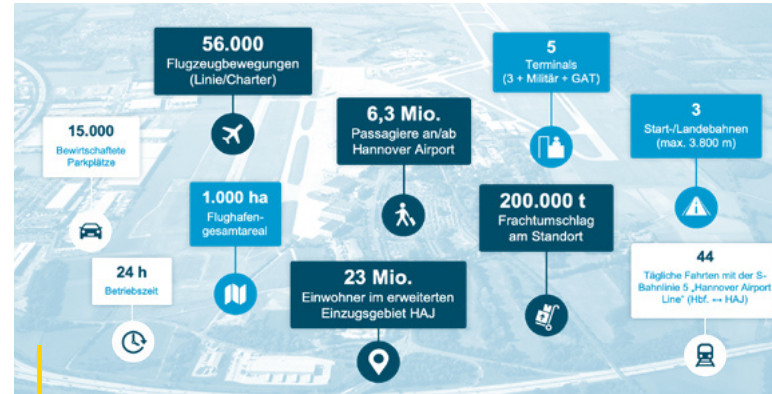 56.000
Flugzeugbewegungen
(Linie/Charter)
5
Terminals
(3 + Militär + GAT)
6,3 Mio.
Passagiere an/ab
Hannover Airport
3
Start-/Landebahnen
(max. 3.800 m)
15.000
Bewirtschaftete
Parkplätze
1.000 ha
Flughafen-
gesamtareal
200.000 t
Frachtumschlag
am Standort
24 h
Betriebszeit
23 Mio.
Einwohner im erweiterten
Einzugsgebiet HAJ
44
Tägliche Fahrten mit der S-
Bahnlinie 5 „Hannover Airport
Line“ (Hbf. ↔ HAJ)